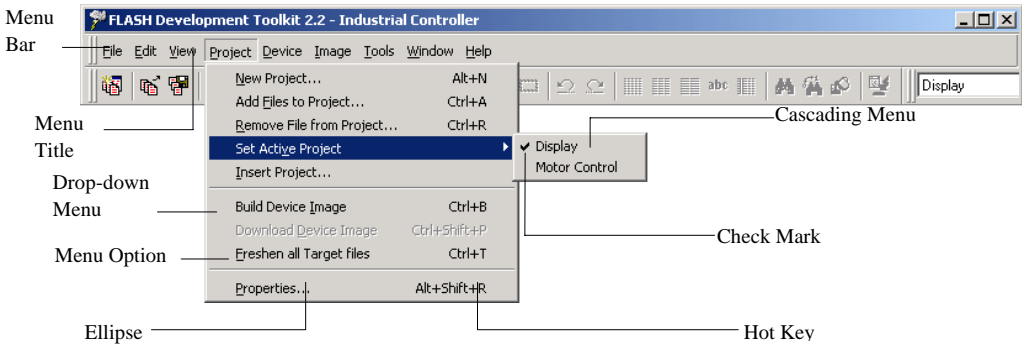 Menu
Bar
FLASH Development Toolkit 2.2 - Industrial Controller
File Edit View Project Device Image Tools Window Help
abc
Display
New Project... Alt+N
Add Files to Project... Ctrl+A
Remove File from Project... Ctrl+R
Set Active Project
Insert Project...
Build Device Image Ctrl+B
Download Device Image Ctrl+Shift+P
Freshen all Target files Ctrl+T
Properties... Alt+Shift+R
Display
Motor Control
Menu
Title
Drop-down
Menu
Menu Option
Ellipse
Cascading Menu
Check Mark
Hot Key